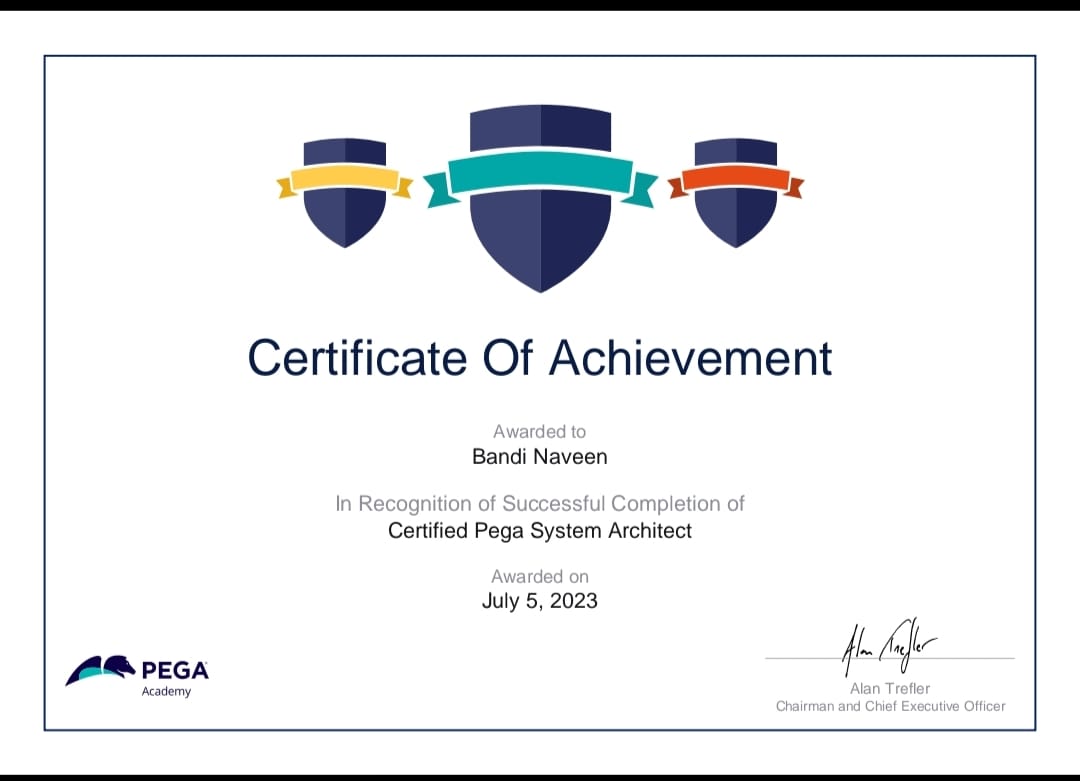 Certificate Of Achievement
Awarded to
Bandi Naveen
In Recognition of Successful Completion of
Certified Pega System Architect
Awarded on
July 5, 2023
PEGA
Academy
Alan Trefler
Alan Trefler
Chairman and Chief Executive Officer